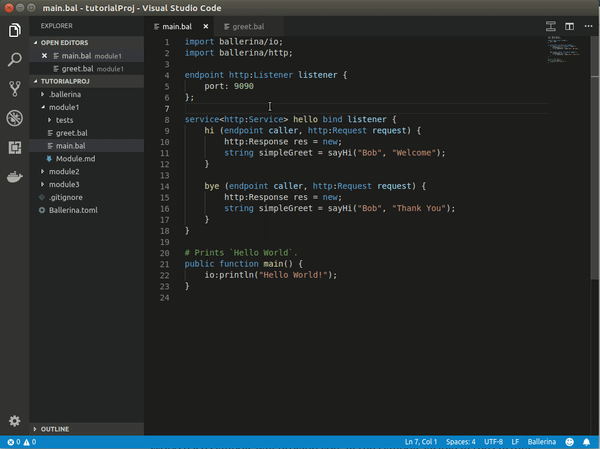 main.bal - tutorialProj - Visual Studio Code
EXPLORER
OPEN EDITORS
main.bal module1
greet.bal module1
TUTORIALPROJ
.ballerina
module1
tests
greet.bal
main.bal
Module.md
module2
module3
.gitignore
Ballerina.toml
OUTLINE
main.bal
greet.bal
1 import ballerina/io;
2 import ballerina/http;
3
4 endpoint http:Listener listener {
5 port: 9090
6 };
7
8 service<http:Service> hello bind listener {
9 hi (endpoint caller, http:Request request) {
10 http:Response res = new;
11 string simpleGreet = sayHi("Bob", "Welcome");
12 }
13
14 bye (endpoint caller, http:Request request) {
15 http:Response res = new;
16 string simpleGreet = sayHi("Bob", "Thank You");
17 }
18 }
19
20 # Prints `Hello World`.
21 public function main() {
22 io:println("Hello World!");
23 }
24
0 0 Ln 7, Col 1 Spaces: 4 UTF-8 LF Ballerina